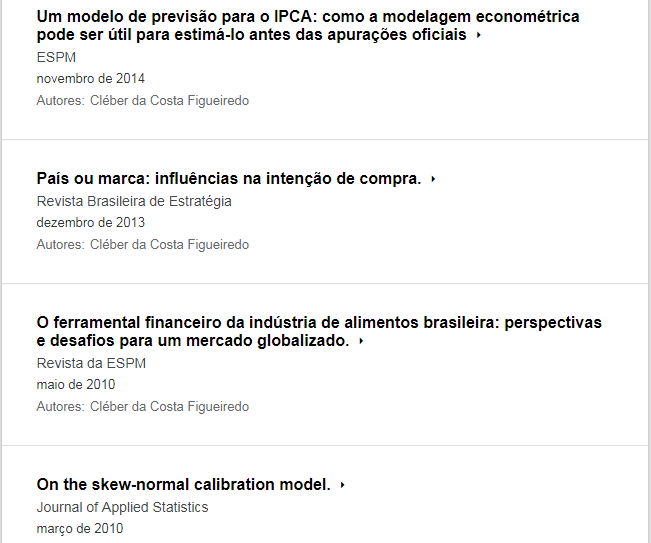 Um modelo de previsão para o IPCA: como a modelagem econométrica
pode ser útil para estimá-lo antes das apurações oficiais
ESPM
novembro de 2014
Autores: Cléber da Costa Figueiredo
País ou marca: influências na intenção de compra.
Revista Brasileira de Estratégia
dezembro de 2013
Autores: Cléber da Costa Figueiredo
O ferramental financeiro da indústria de alimentos brasileira: perspectivas
e desafios para um mercado globalizado.
Revista da ESPM
maio de 2010
Autores: Cléber da Costa Figueiredo
On the skew-normal calibration model.
Journal of Applied Statistics
março de 2010